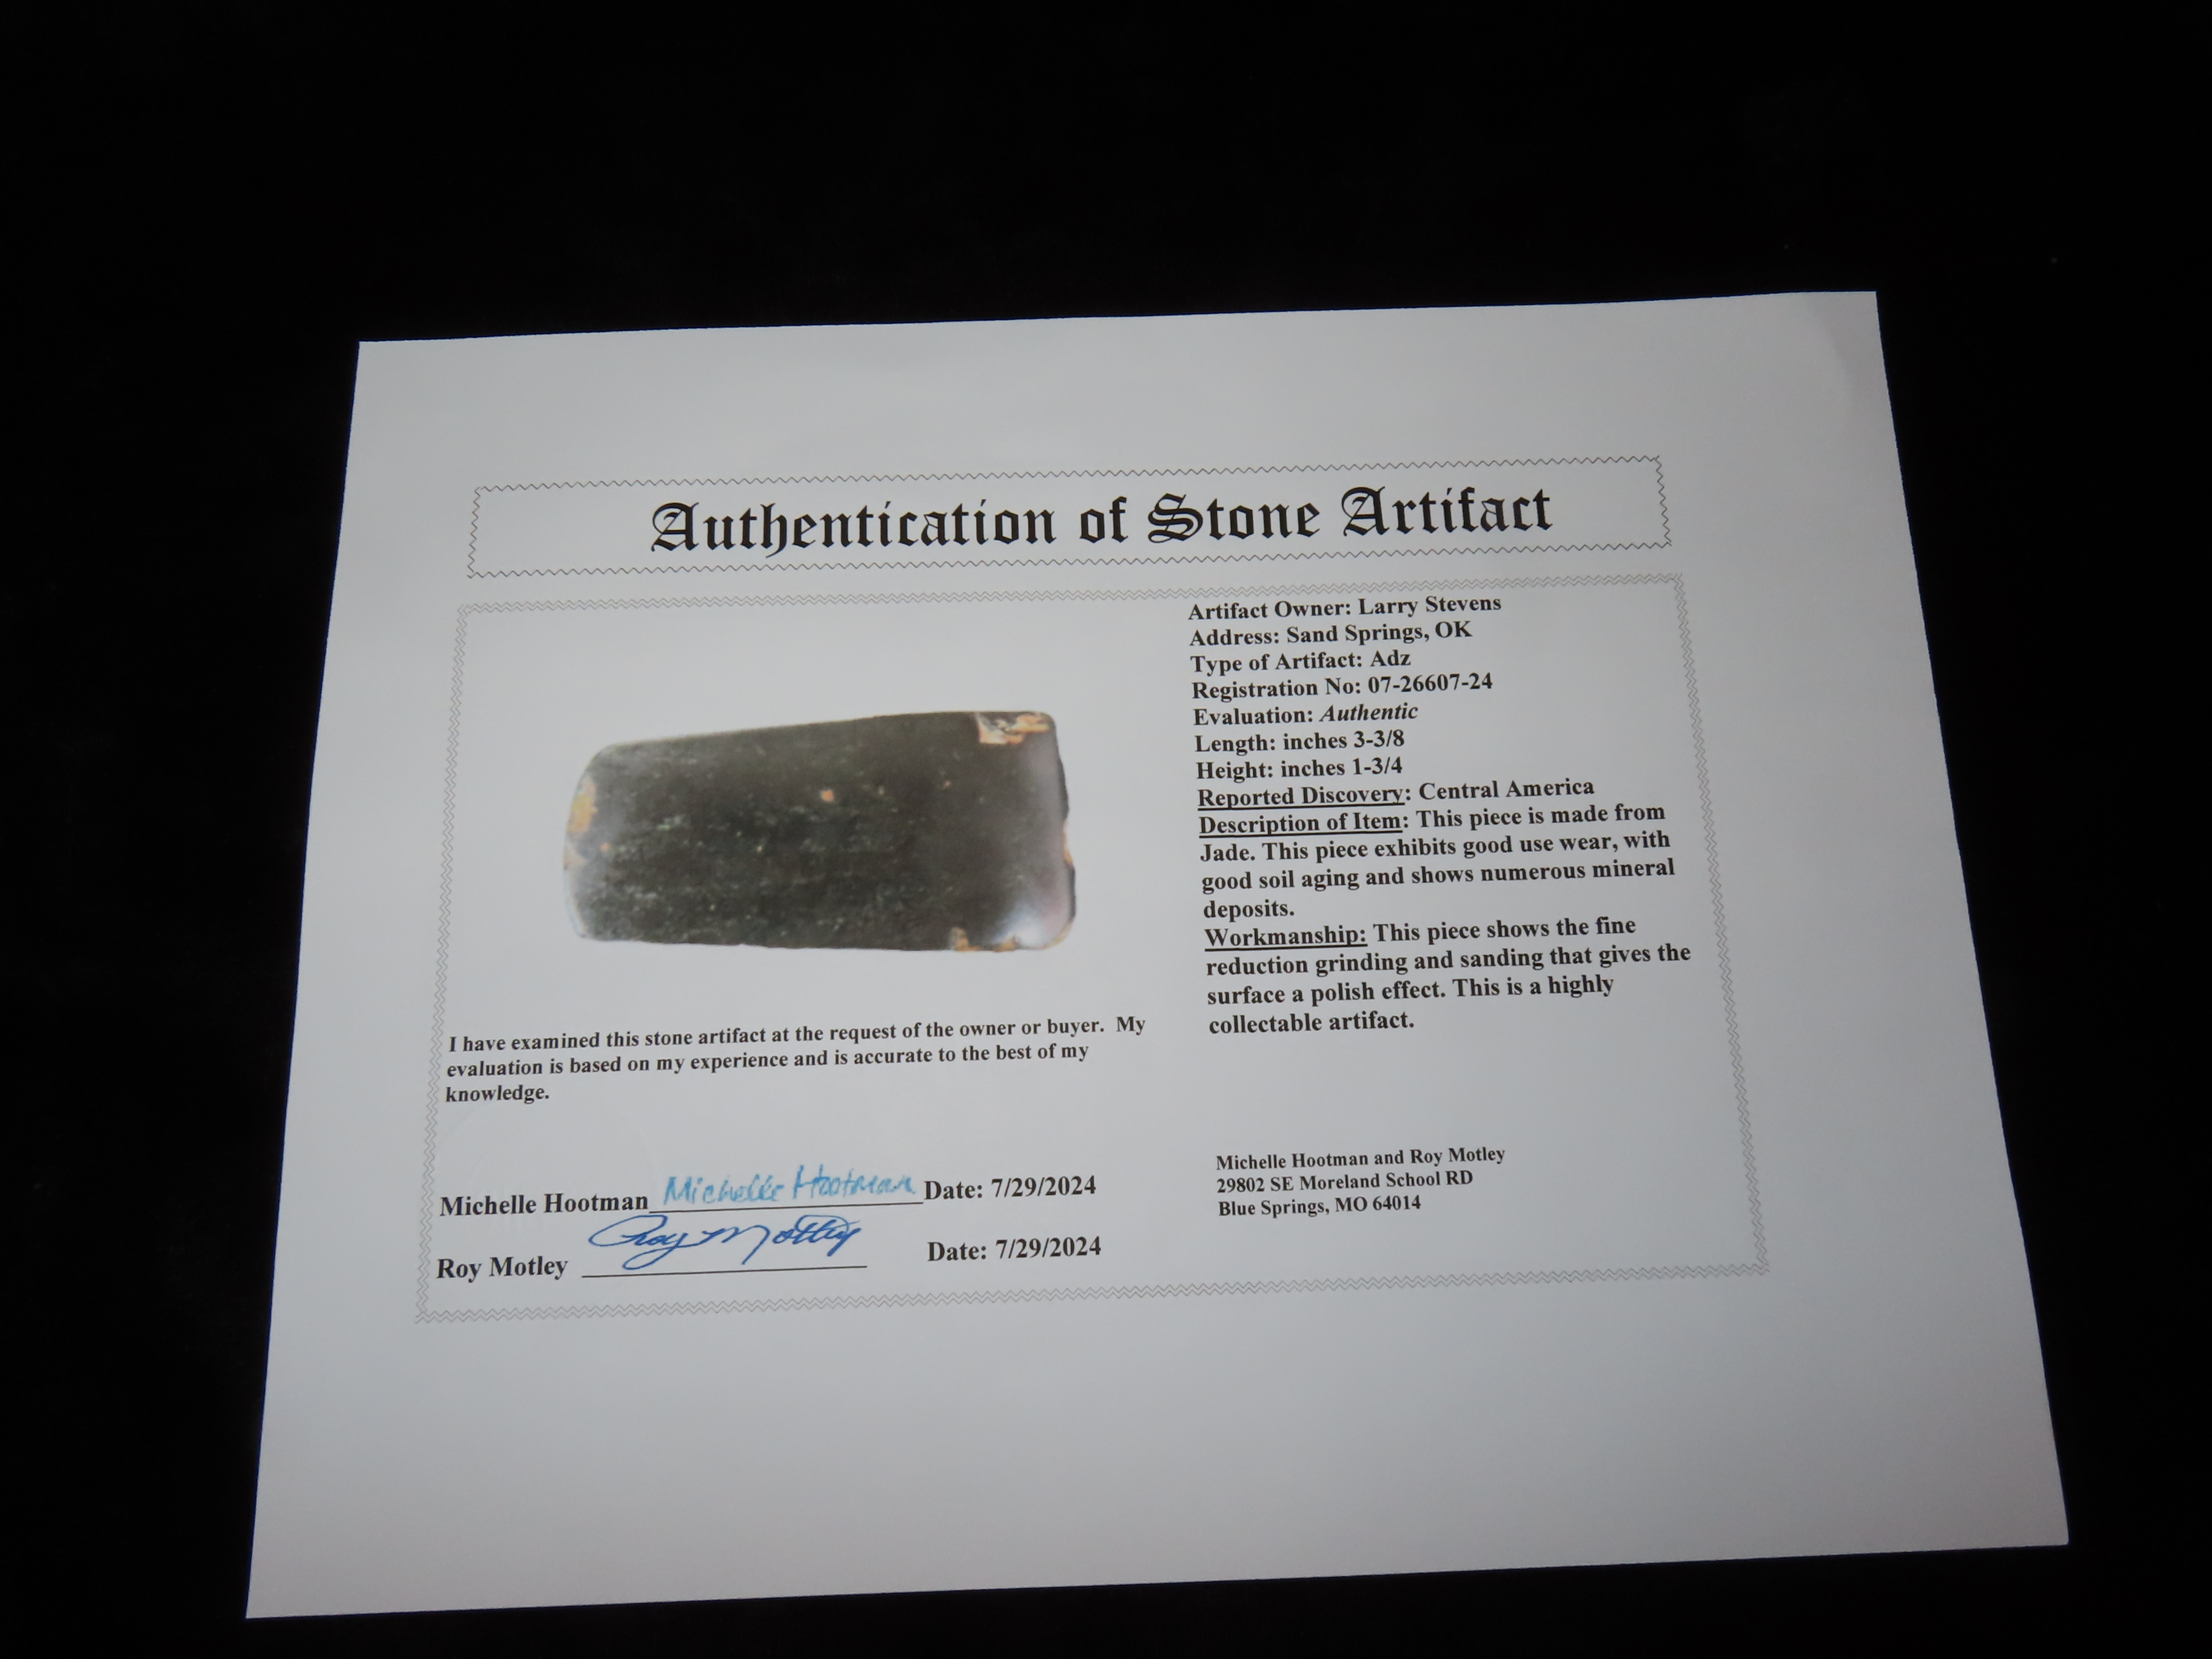 Authentication of Stone Artifact
Artifact Owner: Larry Stevens
Address: Sand Springs, OK
Type of Artifact: Adz
Registration No: 07-26607-24
Evaluation: Authentic
Length: inches 3-3/8
Height: inches 1-3/4
Reported Discovery: Central America
Description of Item: This piece is made from
Jade. This piece exhibits good use wear, with
good soil aging and shows numerous mineral
deposits.
Workmanship: This piece shows the fine
reduction grinding and sanding that gives the
surface a polish effect. This is a highly
collectable artifact.
I have examined this stone artifact at the request of the owner or buyer. My
evaluation is based on my experience and is accurate to the best of my
knowledge.
Michelle Hootman Michelle Hootman Date: 7/29/2024
Roy Motley Roy Motley Date: 7/29/2024
Michelle Hootman and Roy Motley
29802 SE Moreland School RD
Blue Springs, MO 64014